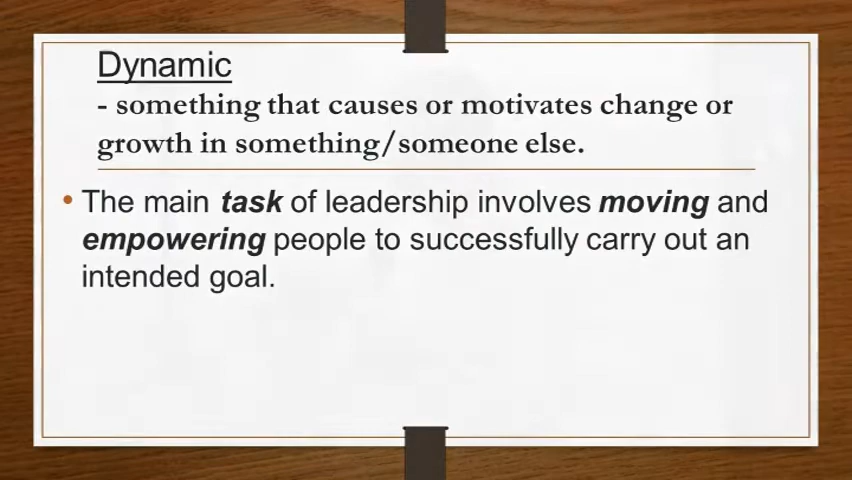 Dynamic
- something that causes or motivates change or
growth in something/someone else.
• The main task of leadership involves moving and
empowering people to successfully carry out an
intended goal.